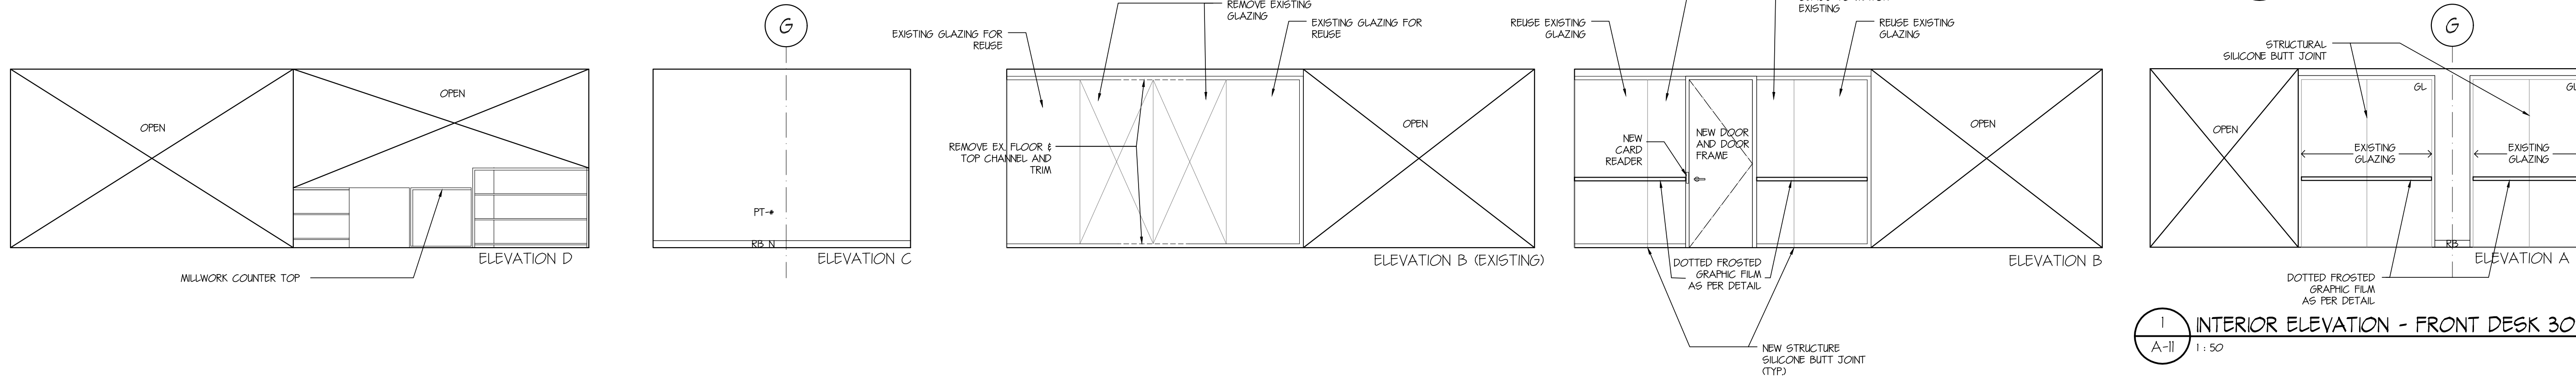 OPEN
OPEN
MILLWORK COUNTER TOP
ELEVATION D
G
PT
RB N
ELEVATION C
REMOVE EXISTING
GLAZING
EXISTING GLAZING FOR
REUSE
EXISTING GLAZING FOR
REUSE
REMOVE EX. FLOOR &
TOP CHANNEL AND
TRIM
OPEN
ELEVATION B (EXISTING)
EXISTING
REUSE EXISTING
GLAZING
REUSE EXISTING
GLAZING
NEW
CARD
READER
NEW DOOR
AND DOOR
FRAME
OPEN
DOTTED FROSTED
GRAPHIC FILM
AS PER DETAIL
ELEVATION B
NEW STRUCTURE
SILICONE BUTT JOINT
(TYP.)
G
STRUCTURAL
SILICONE BUTT JOINT
GL
OPEN
EXISTING
GLAZING
EXISTING
GLAZING
RB
ELEVATION A
DOTTED FROSTED
GRAPHIC FILM
AS PER DETAIL
1
A-11
INTERIOR ELEVATION - FRONT DESK 30
1 : 50